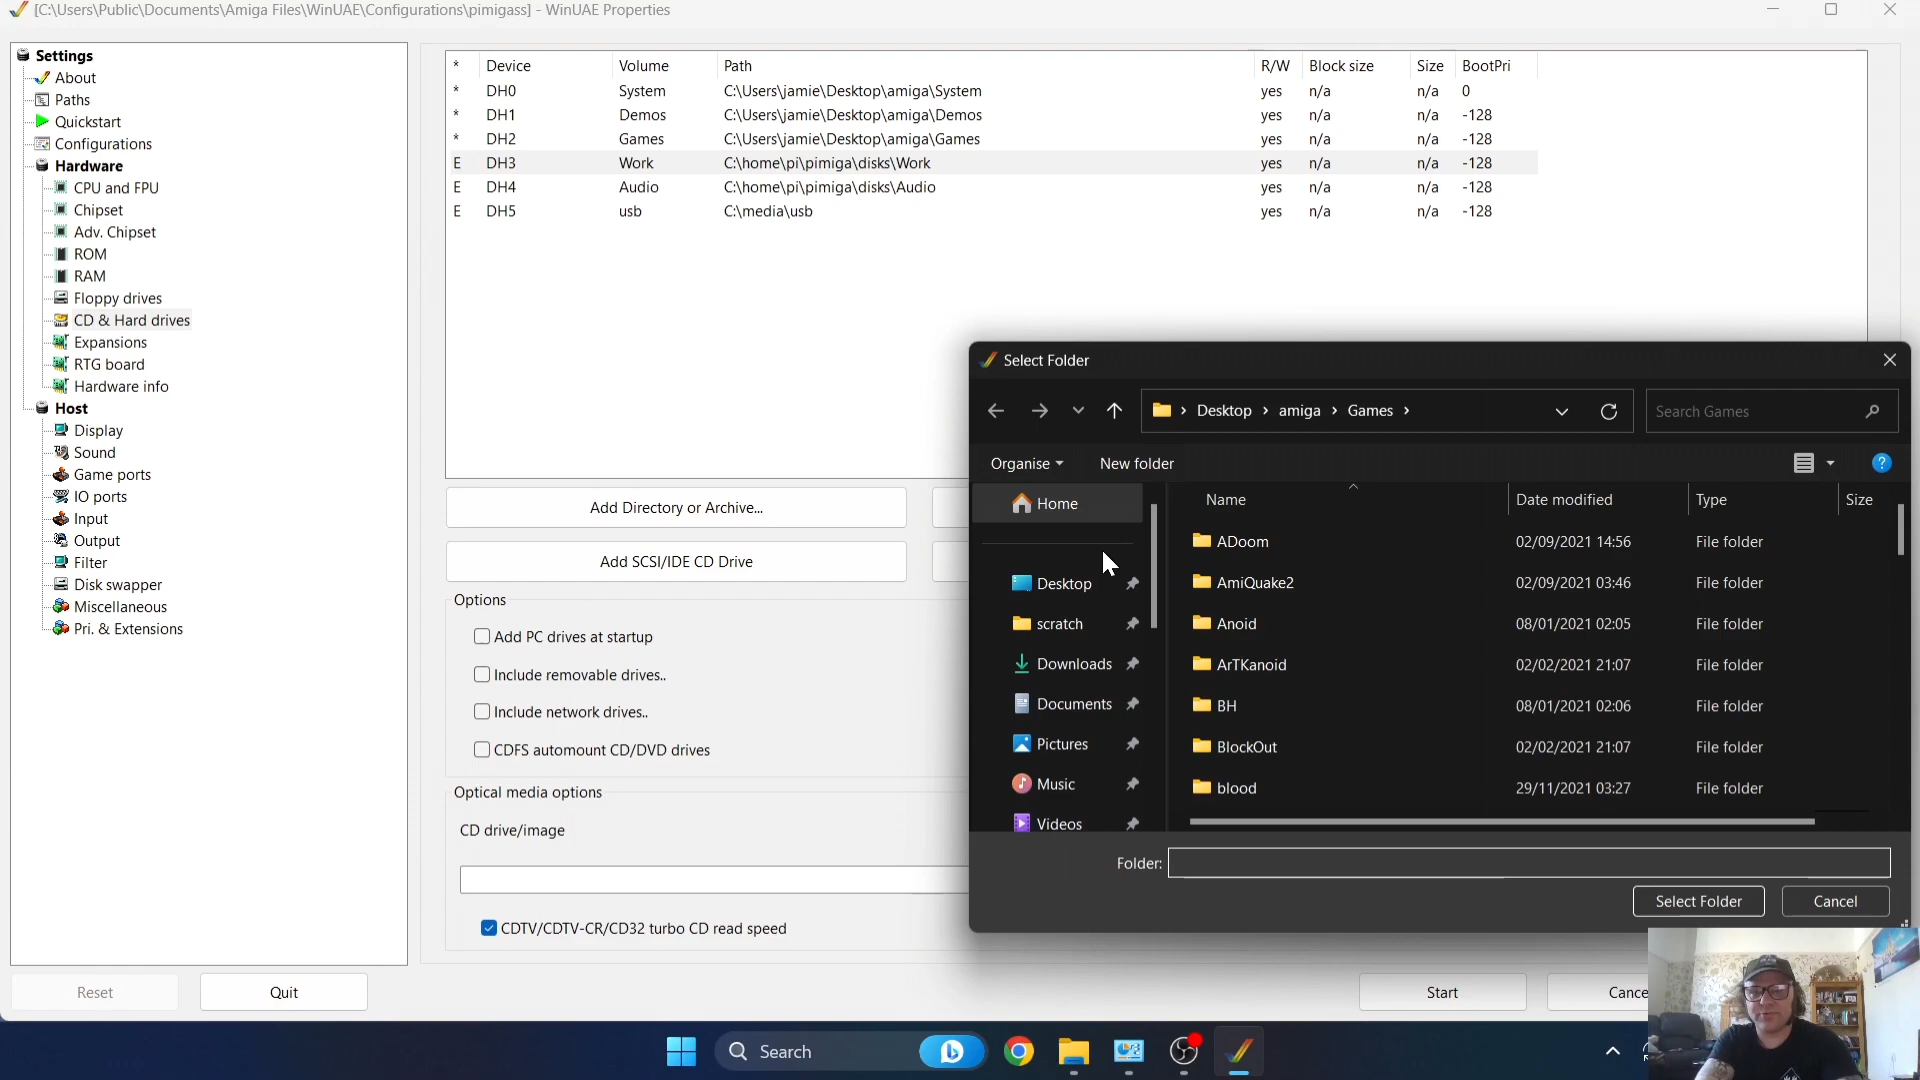 [C:\Users\Public\Documents\Amiga Files\WinUAE\Configurations\pimigass] - WinUAE Properties
Settings
About
Paths
Quickstart
Configurations
Hardware
CPU and FPU
Chipset
Adv. Chipset
ROM
RAM
Floppy drives
CD & Hard drives
Expansions
RTG board
Hardware info
Host
Display
Sound
Game ports
IO ports
Input
Output
Filter
Disk swapper
Miscellaneous
Pri. & Extensions
Reset
Quit
* Device Volume Path R/W Block size Size BootPri
* DH0 System C:\Users\jamie\Desktop\amiga\System yes n/a n/a 0
* DH1 Demos C:\Users\jamie\Desktop\amiga\Demos yes n/a n/a -128
* DH2 Games C:\Users\jamie\Desktop\amiga\Games yes n/a n/a -128
E DH3 Work C:\home\pi\pimiga\disks\Work yes n/a n/a -128
E DH4 Audio C:\home\pi\pimiga\disks\Audio yes n/a n/a -128
E DH5 usb C:\media\usb yes n/a n/a -128
Add Directory or Archive...
Add SCSI/IDE CD Drive
Options
Add PC drives at startup
Include removable drives..
Include network drives..
CDFS automount CD/DVD drives
Optical media options
CD drive/image
CDTV/CDTV-CR/CD32 turbo CD read speed
Start
Cance
Select Folder
Desktop › amiga › Games ›
Search Games
Organise
New folder
?
Home
Desktop
scratch
Downloads
Documents
Pictures
Music
Videos
Name Date modified Type Size
ADoom 02/09/2021 14:56 File folder
AmiQuake2 02/09/2021 03:46 File folder
Anoid 08/01/2021 02:05 File folder
ArTKanoid 02/02/2021 21:07 File folder
BH 08/01/2021 02:06 File folder
BlockOut 02/02/2021 21:07 File folder
blood 29/11/2021 03:27 File folder
Folder:
Select Folder
Cancel
Search